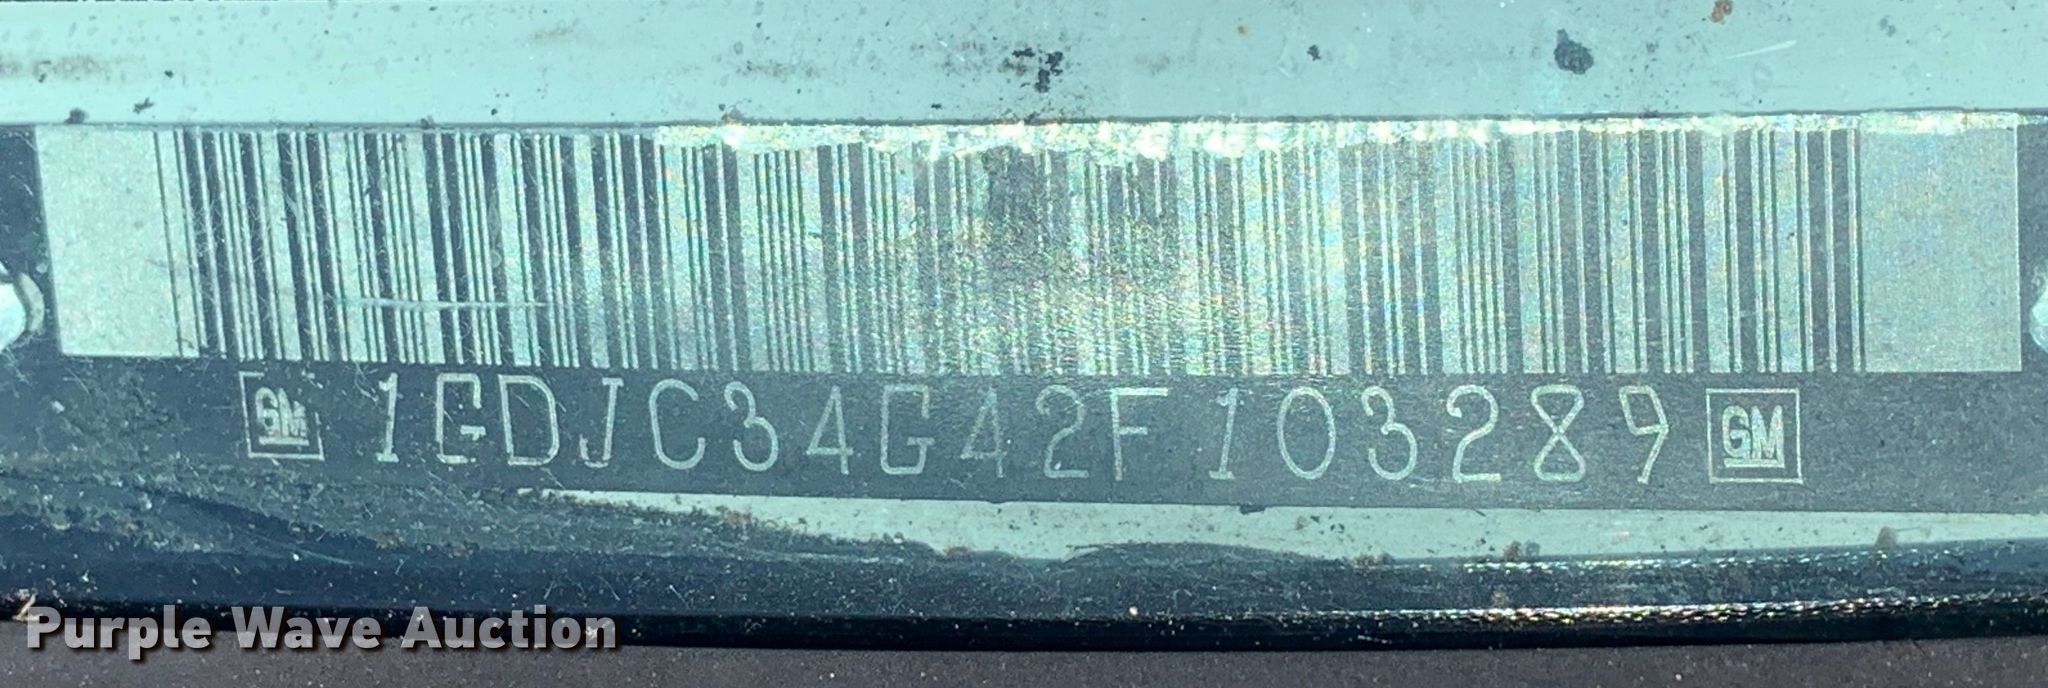 GM 1GDJC34G42F103289 GM
Purple Wave Auction